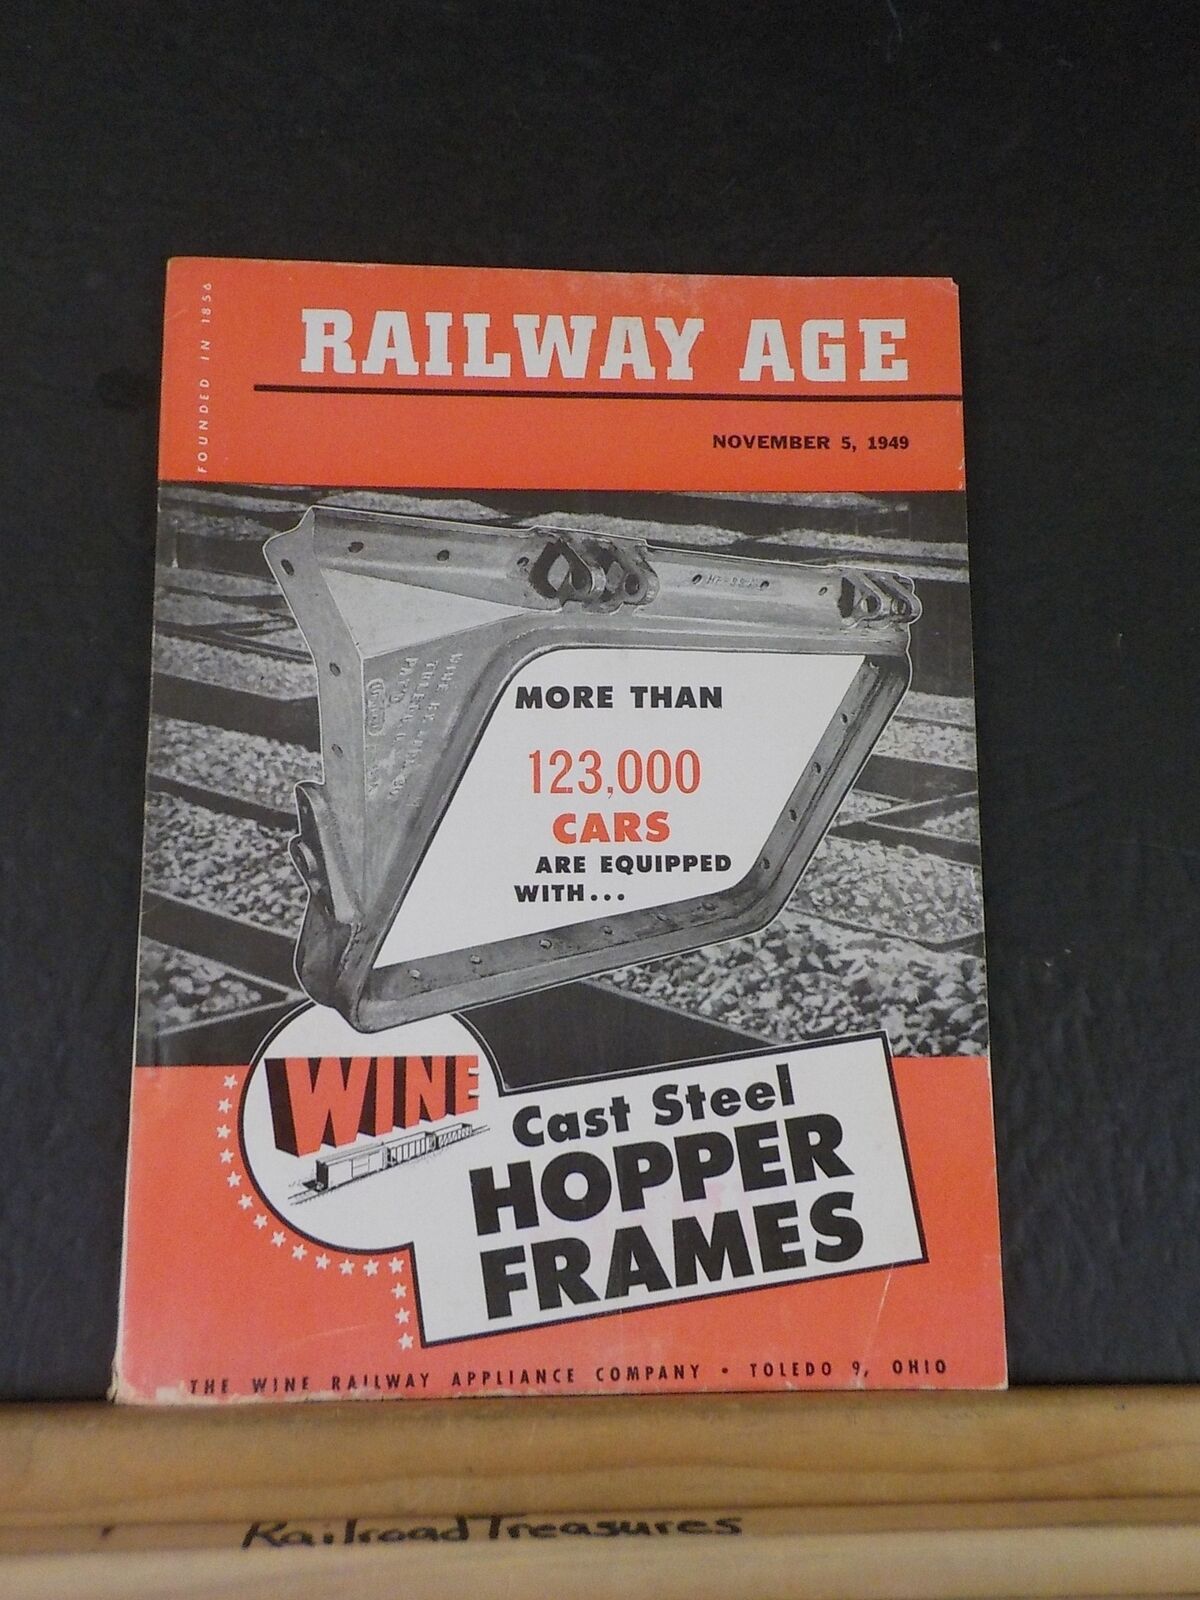 FOUNDED IN 1856
RAILWAY AGE
NOVEMBER 5, 1949
MORE THAN
123,000
CARS
ARE EQUIPPED
WITH...
WINE
Cast Steel
HOPPER
FRAMES
THE WINE RAILWAY APPLIANCE COMPANY • TOLEDO 9, OHIO
Railroad Treasures